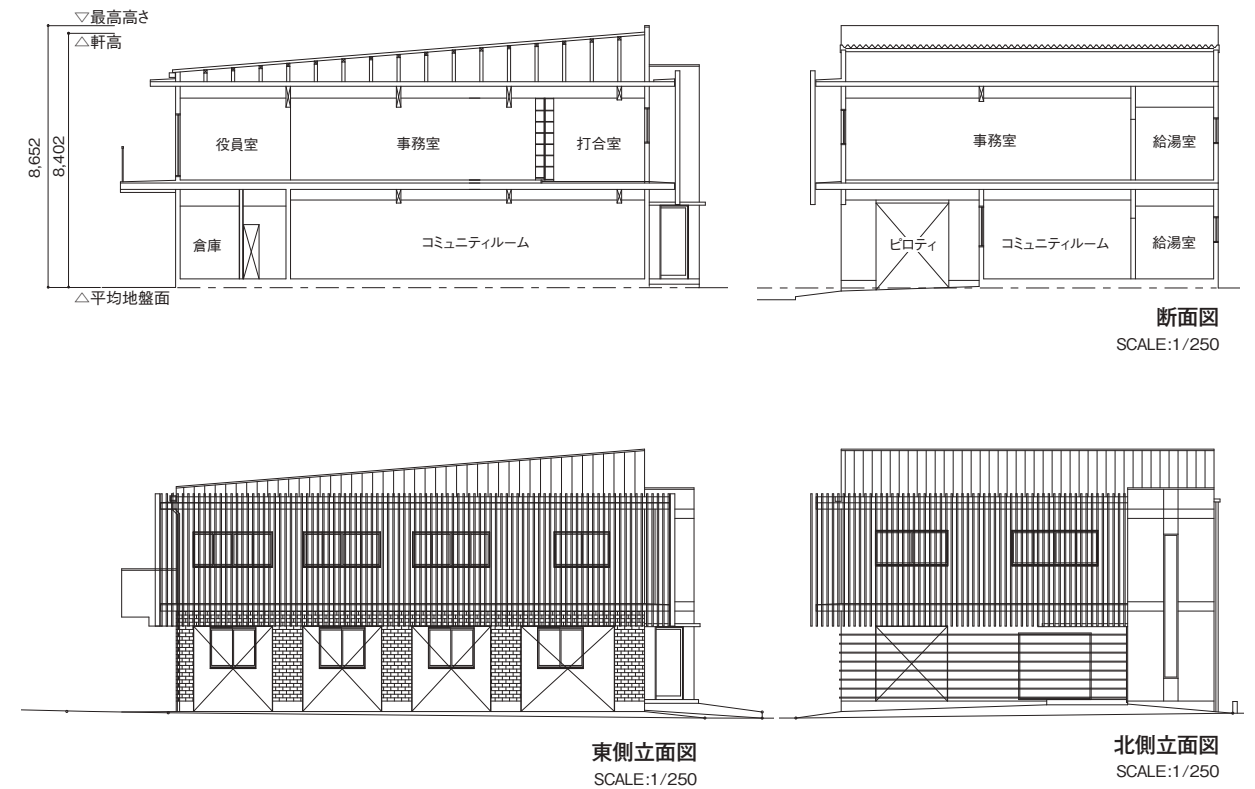 ▽最高高さ
△軒高
8,652
8,402
役員室
事務室
打合室
倉庫
コミュニティルーム
△平均地盤面
事務室
給湯室
ピロティ
コミュニティルーム
給湯室
断面図
SCALE:1/250
東側立面図
SCALE:1/250
北側立面図
SCALE:1/250